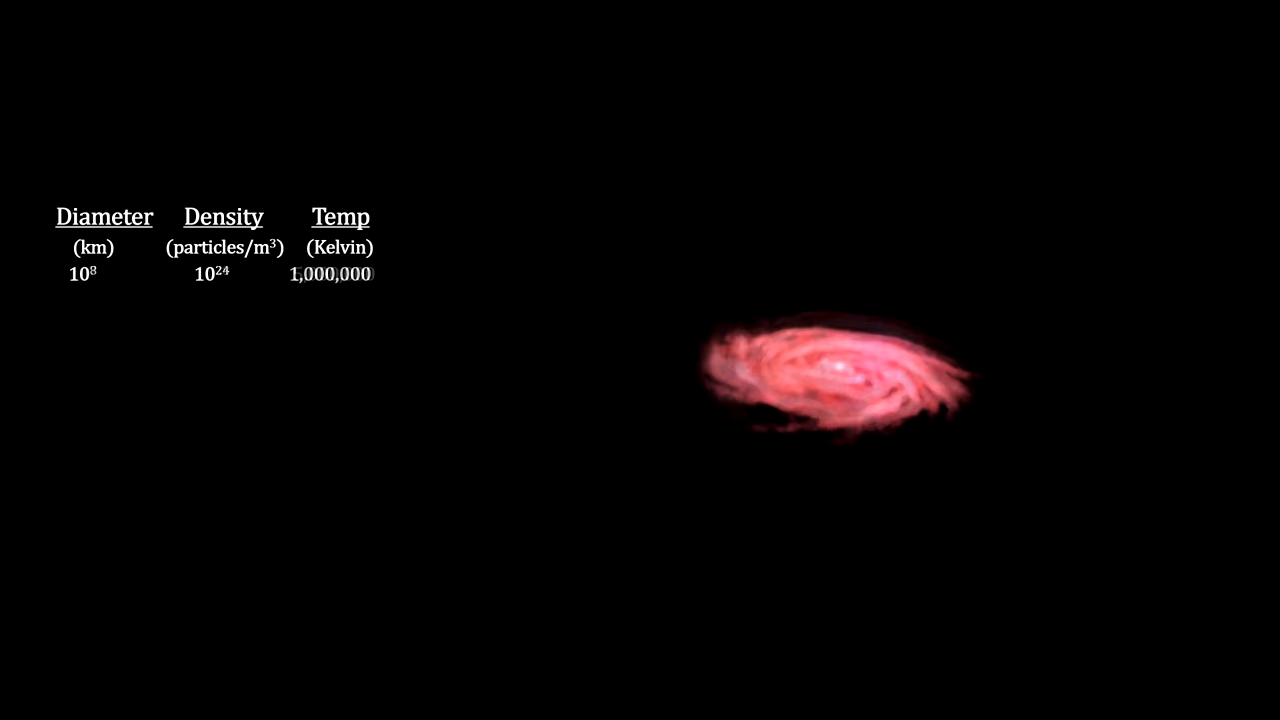 Diameter Density Temp
(km) (particles/m³) (Kelvin)
10⁸ 10²⁴ 1,000,000